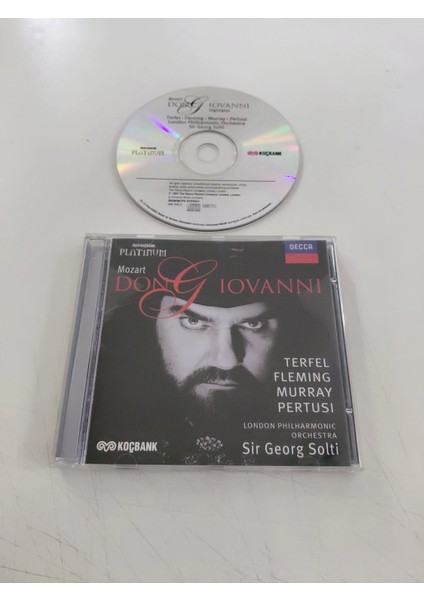 Mozart
DON GIOVANNI
Highlights
Terfel • Fleming • Murray • Pertusi
London Philharmonic Orchestra
Sir Georg Solti
PLATINUM
KOÇBANK
PLATINUM
DECCA
Mozart
DON GIOVANNI
TERFEL
FLEMING
MURRAY
PERTUSI
LONDON PHILHARMONIC
ORCHESTRA
Sir Georg Solti
KOÇBANK